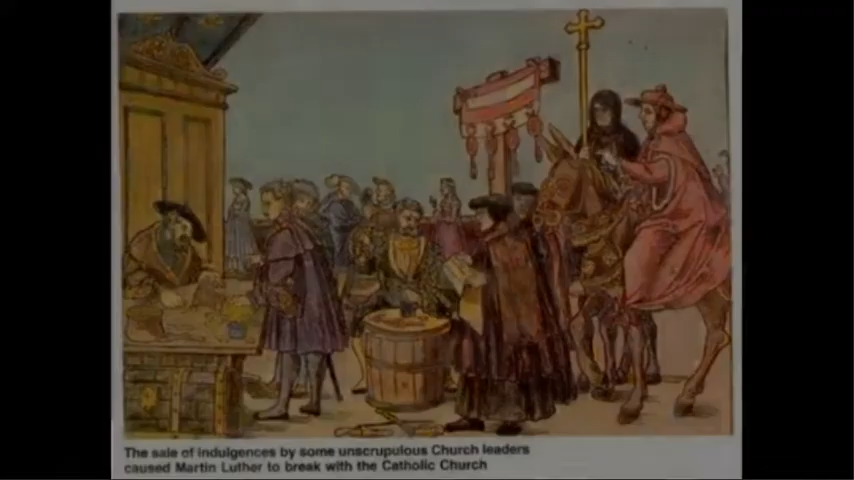 The sale of indulgences by some unscrupulous Church leaders
caused Martin Luther to break with the Catholic Church